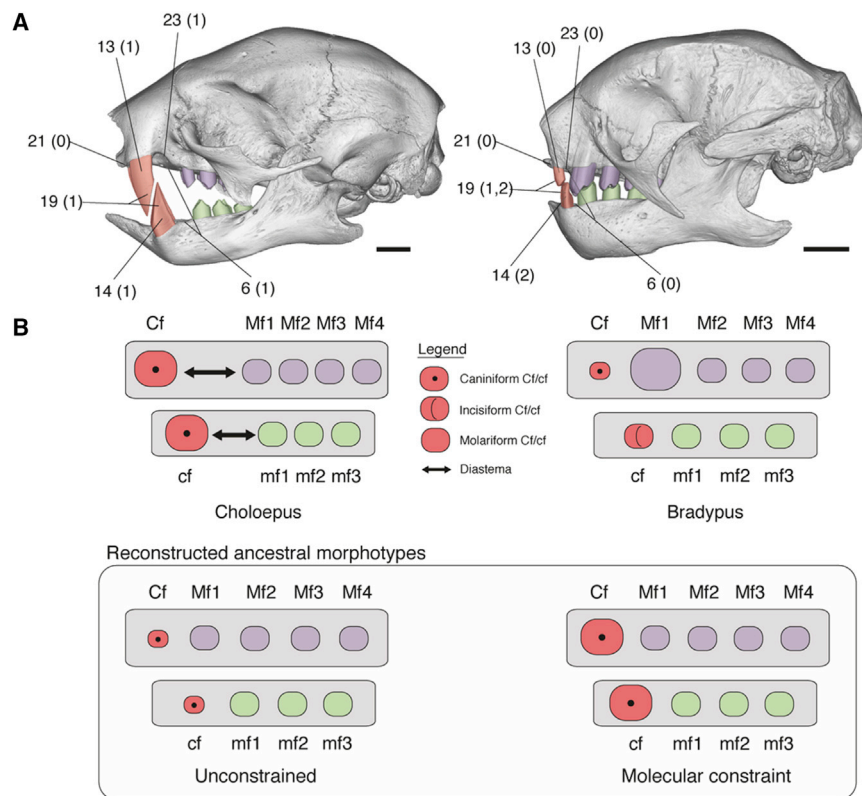 A
23 (1)
13 (1)
21 (0)
19 (1)
14 (1)
6 (1)
23 (0)
13 (0)
21 (0)
19 (1,2)
14 (2)
6 (0)
B
Cf Mf1 Mf2 Mf3 Mf4
cf mf1 mf2 mf3
Choloepus
Legend
Caniniform Cf/cf
Incisiform Cf/cf
Molariform Cf/cf
Diastema
Cf Mf1 Mf2 Mf3 Mf4
cf mf1 mf2 mf3
Bradypus
Reconstructed ancestral morphotypes
Cf Mf1 Mf2 Mf3 Mf4
cf mf1 mf2 mf3
Unconstrained
Cf Mf1 Mf2 Mf3 Mf4
cf mf1 mf2 mf3
Molecular constraint